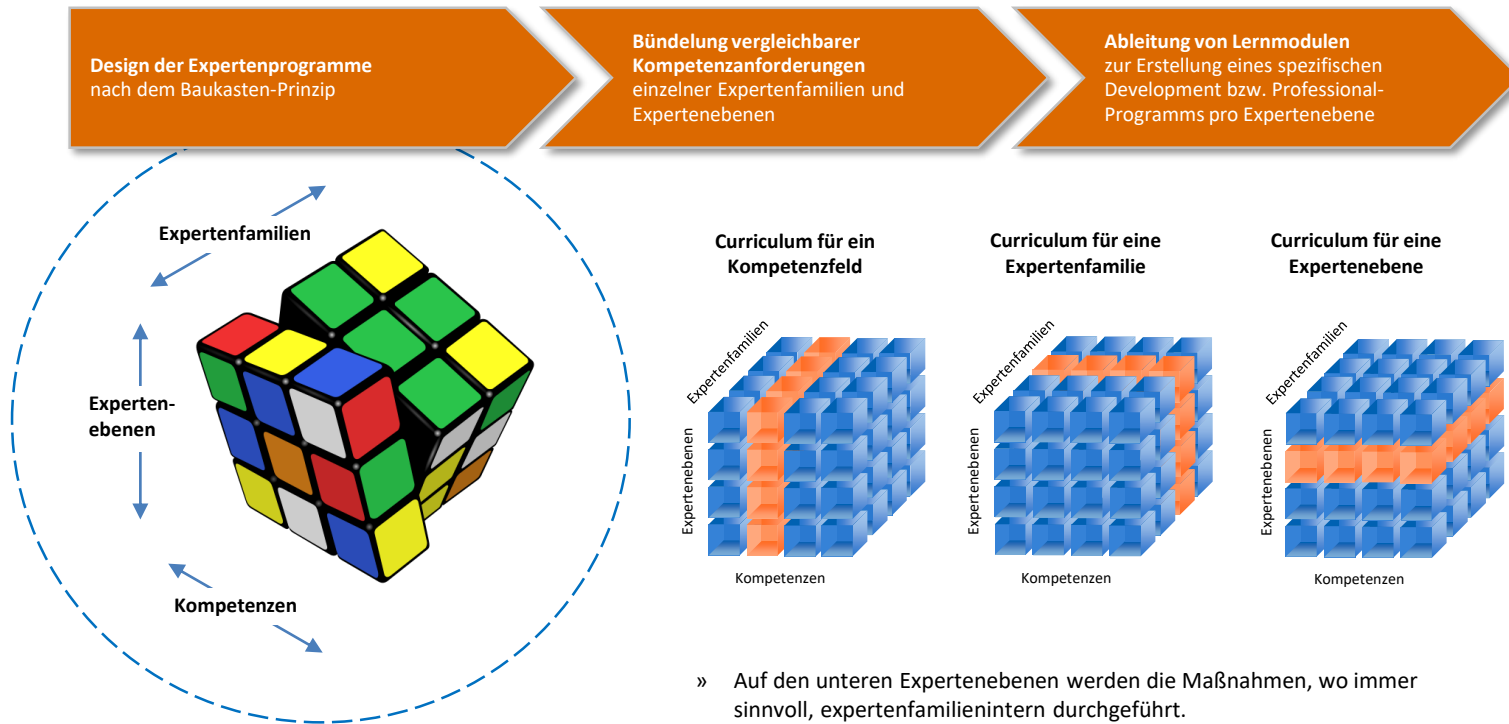 Design der Expertenprogramme
nach dem Baukasten-Prinzip
Bündelung vergleichbarer
Kompetenzanforderungen
einzelner Expertenfamilien und
Expertenebenen
Ableitung von Lernmodulen
zur Erstellung eines spezifischen
Development bzw. Professional-
Programms pro Expertenebene
Expertenfamilien
Experten-
ebenen
Kompetenzen
Curriculum für ein
Kompetenzfeld
Expertenfamilien
Expertenebenen
Kompetenzen
Curriculum für eine
Expertenfamilie
Expertenfamilien
Expertenebenen
Kompetenzen
Curriculum für eine
Expertenebene
Expertenfamilien
Expertenebenen
Kompetenzen
» Auf den unteren Expertenebenen werden die Maßnahmen, wo immer
sinnvoll, expertenfamilienintern durchgeführt.